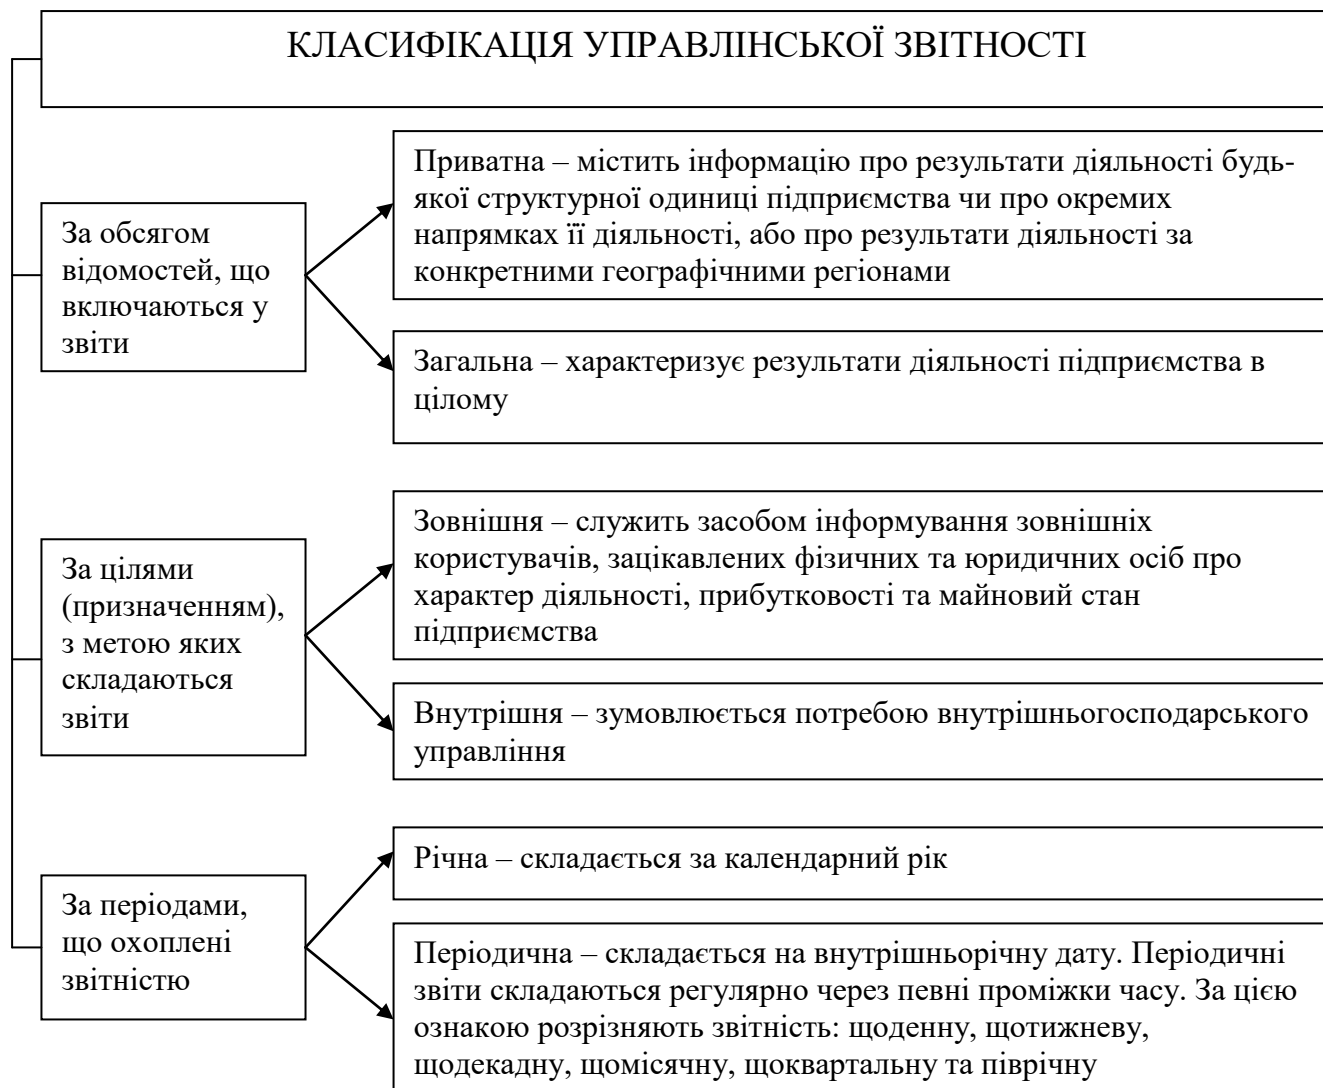 КЛАСИФІКАЦІЯ УПРАВЛІНСЬКОЇ ЗВІТНОСТІ
За обсягом
відомостей, що
включаються у
звіти
Приватна – містить інформацію про результати діяльності будь-
якої структурної одиниці підприємства чи про окремих
напрямках її діяльності, або про результати діяльності за
конкретними географічними регіонами
Загальна – характеризує результати діяльності підприємства в
цілому
За цілями
(призначенням),
з метою яких
складаються
звіти
Зовнішня – служить засобом інформування зовнішніх
користувачів, зацікавлених фізичних та юридичних осіб про
характер діяльності, прибутковості та майновий стан
підприємства
Внутрішня – зумовлюється потребою внутрішньогосподарського
управління
За періодами,
що охоплені
звітністю
Річна – складається за календарний рік
Періодична – складається на внутрішньорічну дату. Періодичні
звіти складаються регулярно через певні проміжки часу. За цією
ознакою розрізняють звітність: щоденну, щотижневу,
щодекадну, щомісячну, щоквартальну та піврічну